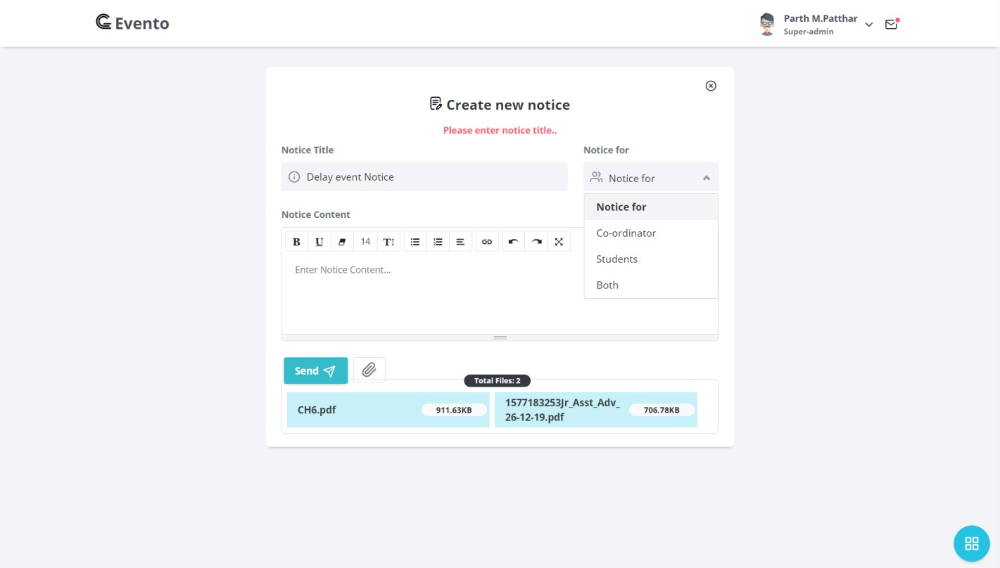 Evento
Parth M.Patthar
Super-admin
Create new notice
Please enter notice title..
Notice Title
Notice for
Delay event Notice
Notice for
Notice for
Co-ordinator
Students
Both
Notice Content
B U 14 TI
Enter Notice Content...
Send
Total Files: 2
CH6.pdf
911.63KB
1577183253Jr_Asst_Adv_
26-12-19.pdf
706.78KB